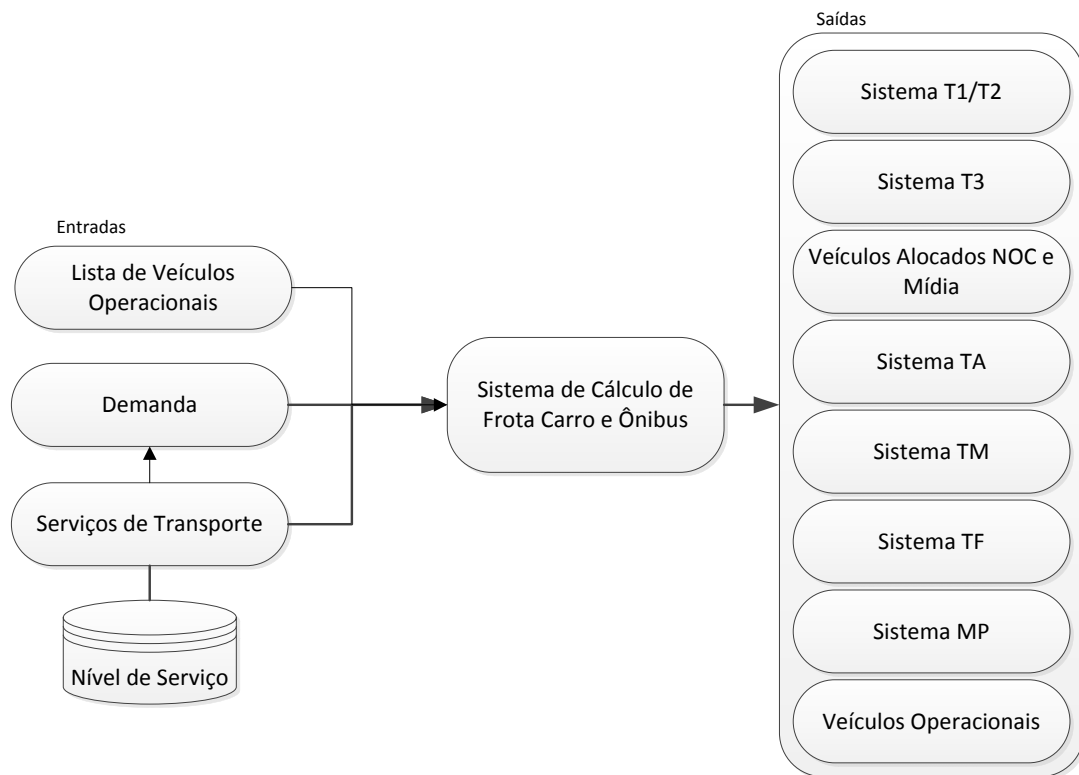 Entradas
Lista de Veículos
Operacionais
Demanda
Serviços de Transporte
Nível de Serviço
Sistema de Cálculo de
Frota Carro e Ônibus
Saídas
Sistema T1/T2
Sistema T3
Veículos Alocados NOC e
Mídia
Sistema TA
Sistema TM
Sistema TF
Sistema MP
Veículos Operacionais